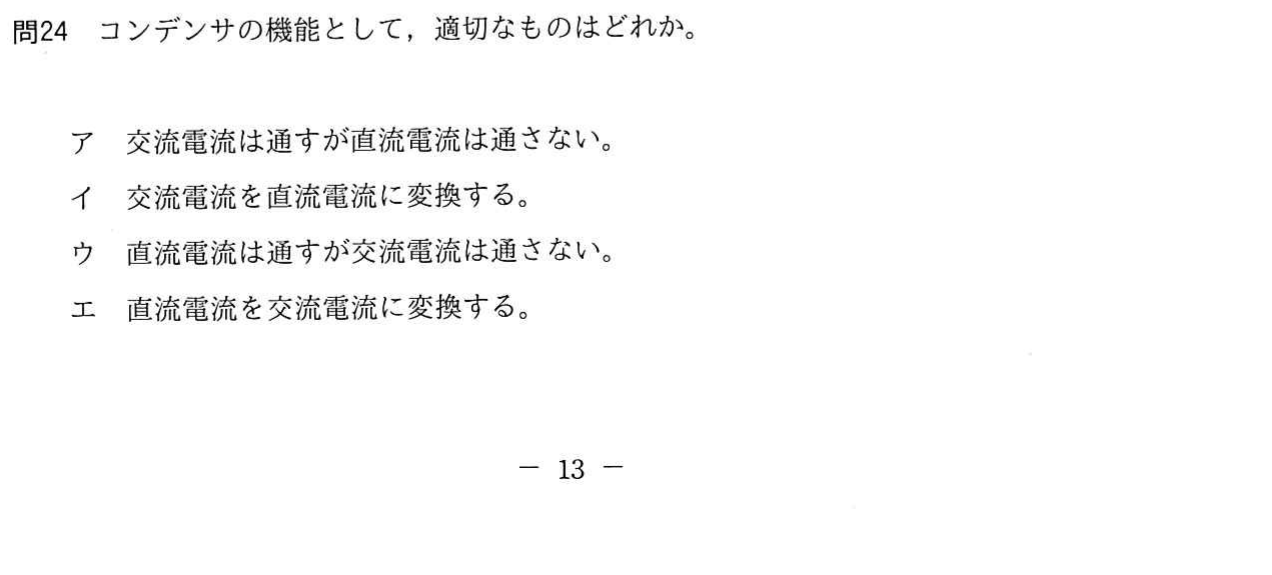 問24　コンデンサの機能として，適切なものはどれか。
ア　交流電流は通すが直流電流は通さない。
イ　交流電流を直流電流に変換する。
ウ　直流電流は通すが交流電流は通さない。
エ　直流電流を交流電流に変換する。
－ 13 －